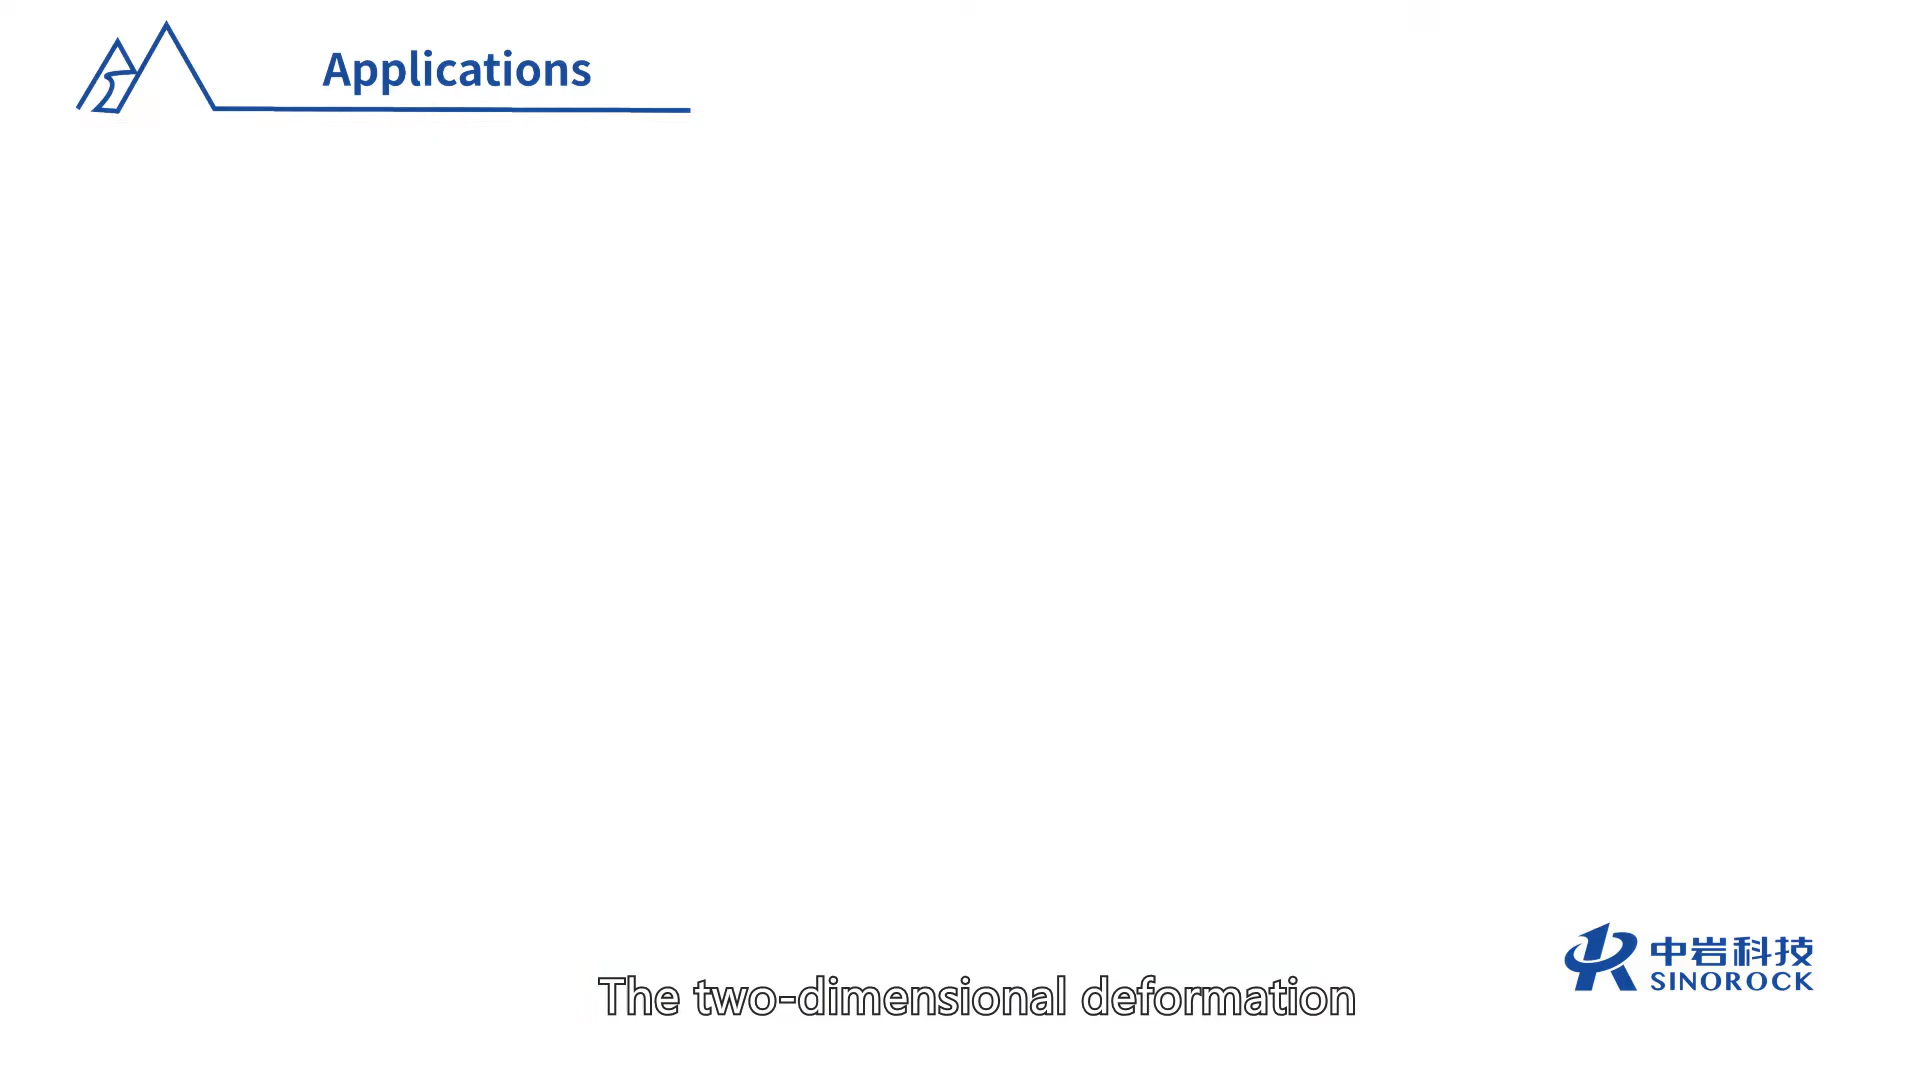 Applications
中岩科技
SINOROCK
The two-dimensional deformation